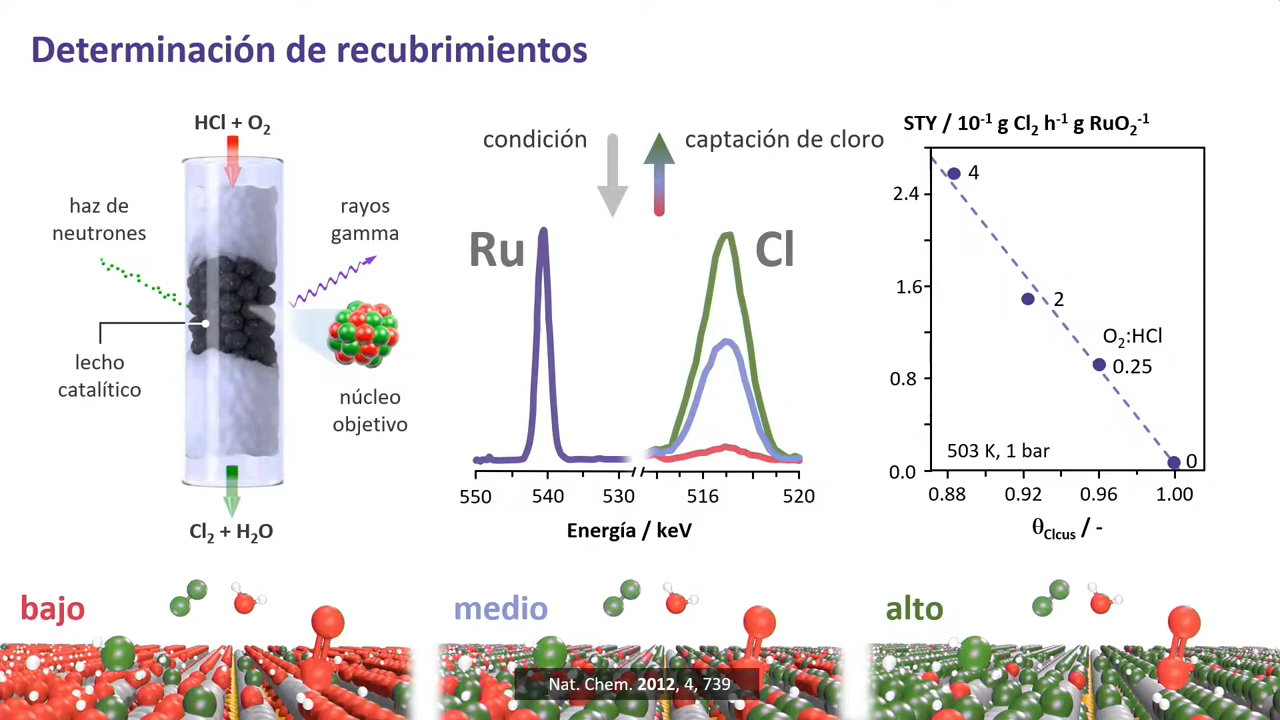 Determinación de recubrimientos
HCl + O₂
haz de
neutrones
rayos
gamma
lecho
catalítico
núcleo
objetivo
Cl₂ + H₂O
condición
captación de cloro
Ru
Cl
550
540
530
516
520
Energía / keV
STY / 10⁻¹ g Cl₂ h⁻¹ g RuO₂⁻¹
2.4
1.6
0.8
0.0
4
2
O₂:HCl
0.25
0
503 K, 1 bar
0.88
0.92
0.96
1.00
θClcus / -
bajo
medio
alto
Nat. Chem. 2012, 4, 739